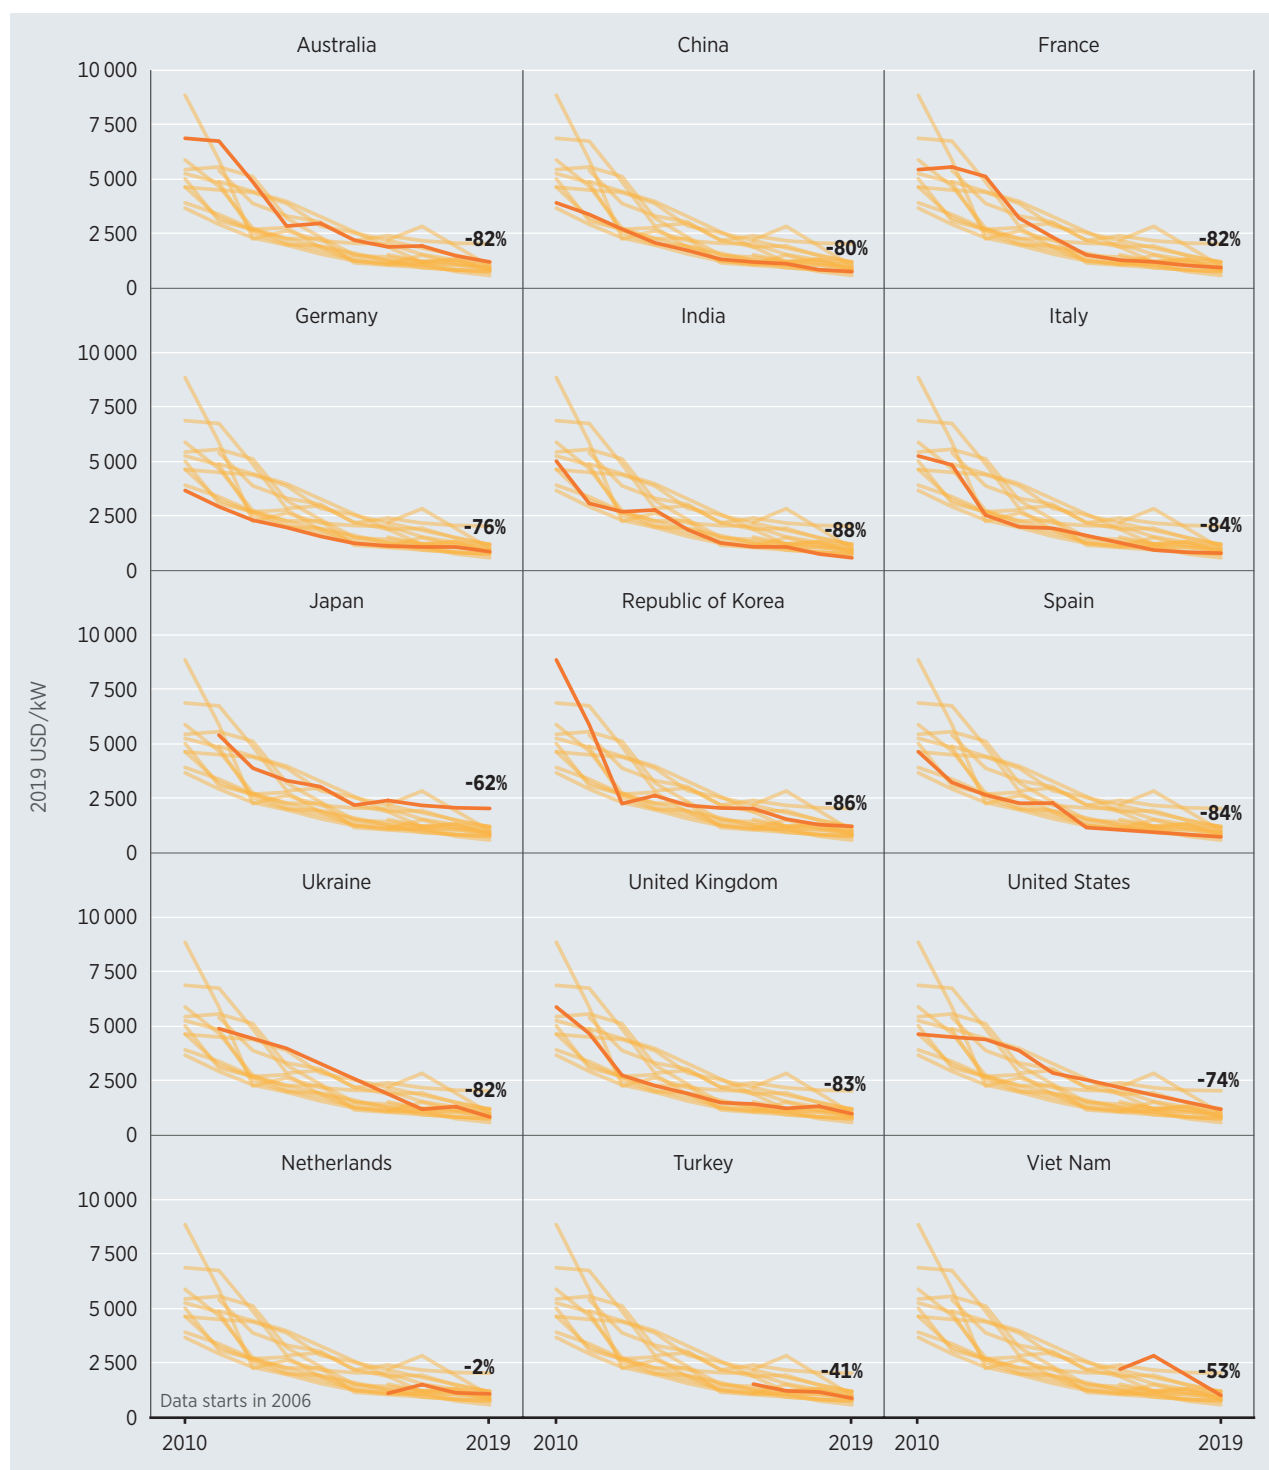 Australia China France
10 000
7 500
5 000
2 500
0
-82% -80% -82%
Germany India Italy
10 000
7 500
5 000
2 500
0
-76% -88% -84%
Japan Republic of Korea Spain
10 000
7 500
5 000
2 500
0
-62% -86% -84%
2019 USD/kW
Ukraine United Kingdom United States
10 000
7 500
5 000
2 500
0
-82% -83% -74%
Netherlands Turkey Viet Nam
10 000
7 500
5 000
2 500
0
-2% -41% -53%
Data starts in 2006
2010 2019 2010 2019 2010 2019